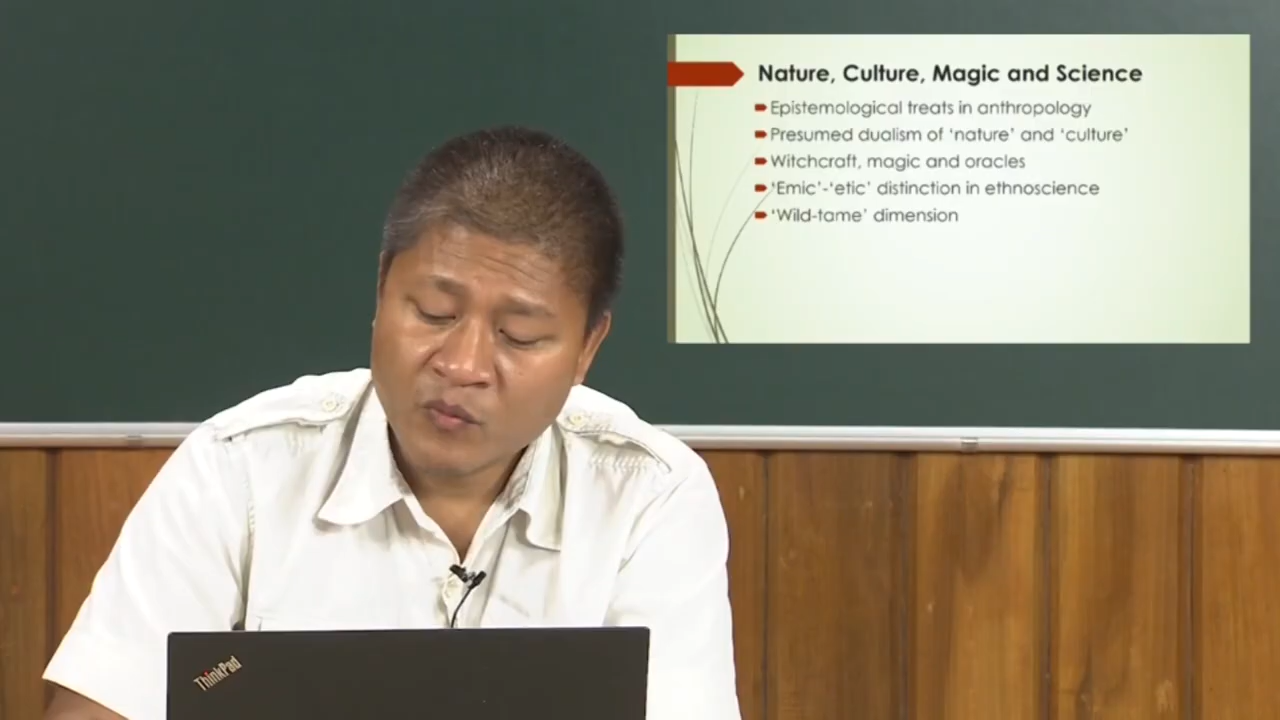 Nature, Culture, Magic and Science
Epistemological treats in anthropology
Presumed dualism of 'nature' and 'culture'
Witchcraft, magic and oracles
'Emic'-'etic' distinction in ethnoscience
'Wild-tame' dimension
ThinkPad